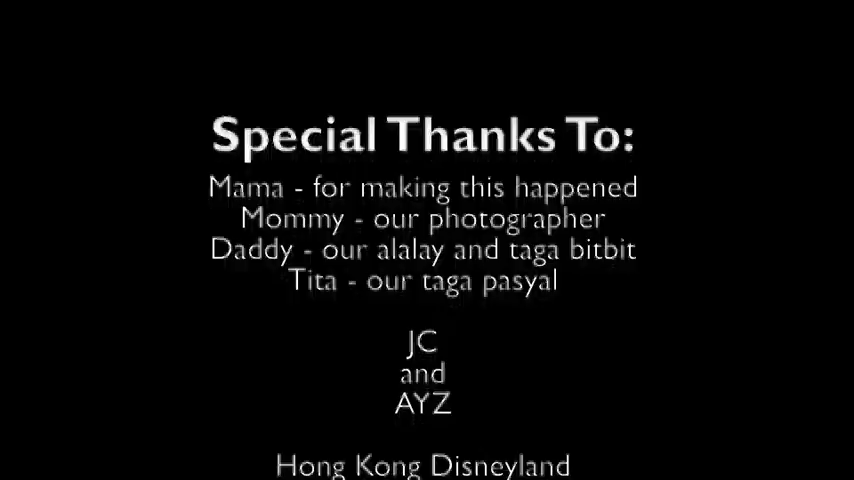 Special Thanks To:
Mama - for making this happened
Mommy - our photographer
Daddy - our alalay and taga bitbit
Tita - our taga pasyal
JC
and
AYZ
Hong Kong Disneyland